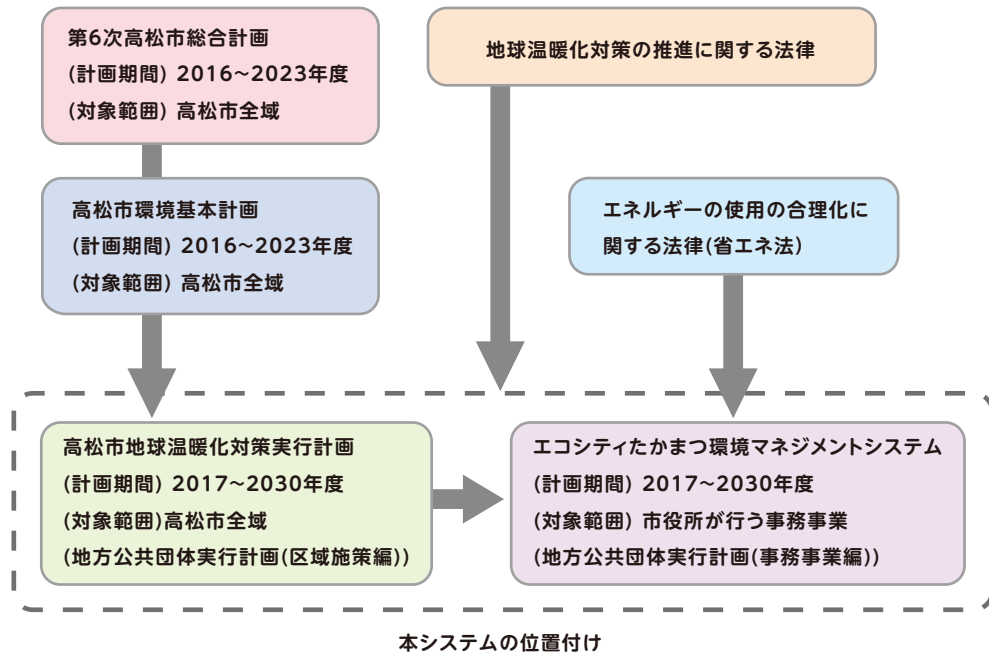 第6次高松市総合計画
(計画期間) 2016~2023年度
(対象範囲) 高松市全域
地球温暖化対策の推進に関する法律
高松市環境基本計画
(計画期間) 2016~2023年度
(対象範囲) 高松市全域
エネルギーの使用の合理化に
関する法律(省エネ法)
高松市地球温暖化対策実行計画
(計画期間) 2017~2030年度
(対象範囲)高松市全域
(地方公共団体実行計画(区域施策編))
エコシティたかまつ環境マネジメントシステム
(計画期間) 2017~2030年度
(対象範囲) 市役所が行う事務事業
(地方公共団体実行計画(事務事業編))
本システムの位置付け